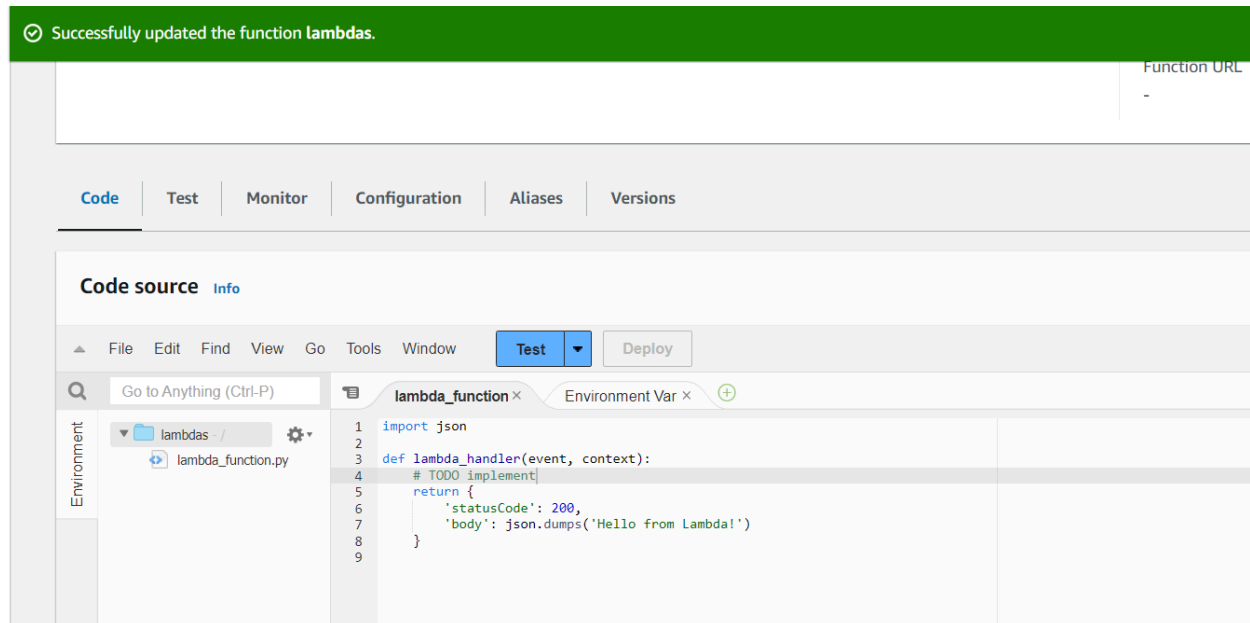 Successfully updated the function lambdas.
Function URL
-
Code Test Monitor Configuration Aliases Versions
Code source Info
File Edit Find View Go Tools Window Test Deploy
Go to Anything (Ctrl-P)
lambda_function × Environment Var ×
Environment
lambdas - /
lambda_function.py
1 import json
2
3 def lambda_handler(event, context):
4 # TODO implement
5 return {
6 'statusCode': 200,
7 'body': json.dumps('Hello from Lambda!')
8 }
9